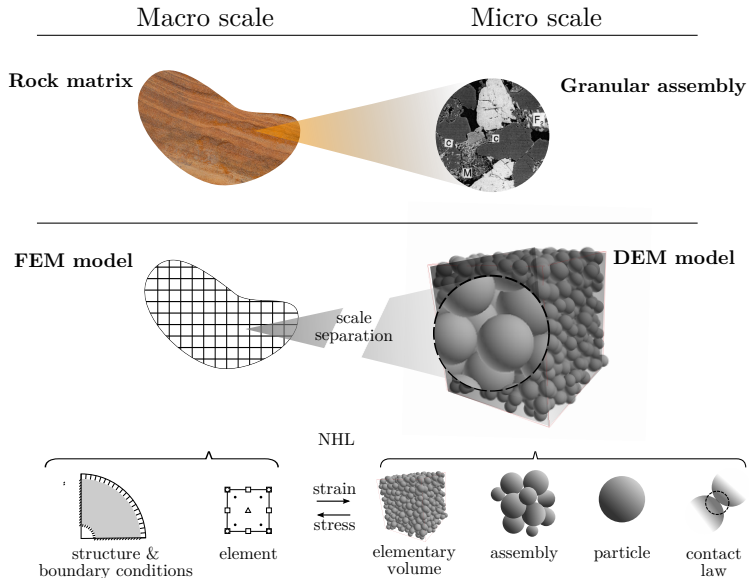 Macro scale
Micro scale
Rock matrix
Granular assembly
F₂
c
c
M
FEM model
DEM model
scale
separation
NHL
strain
stress
structure &
boundary conditions
element
elementary
volume
assembly
particle
contact
law